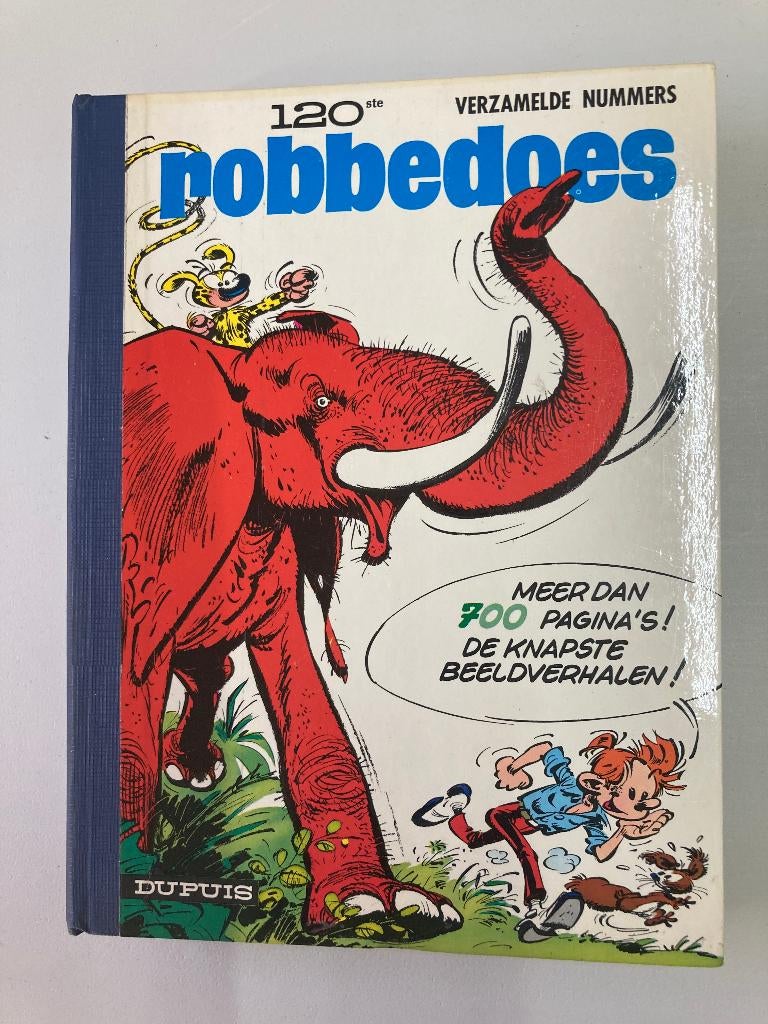 120ste VERZAMELDE NUMMERS
robbedoes
MEER DAN
700 PAGINA'S!
DE KNAPSTE
BEELDVERHALEN!
DUPUIS